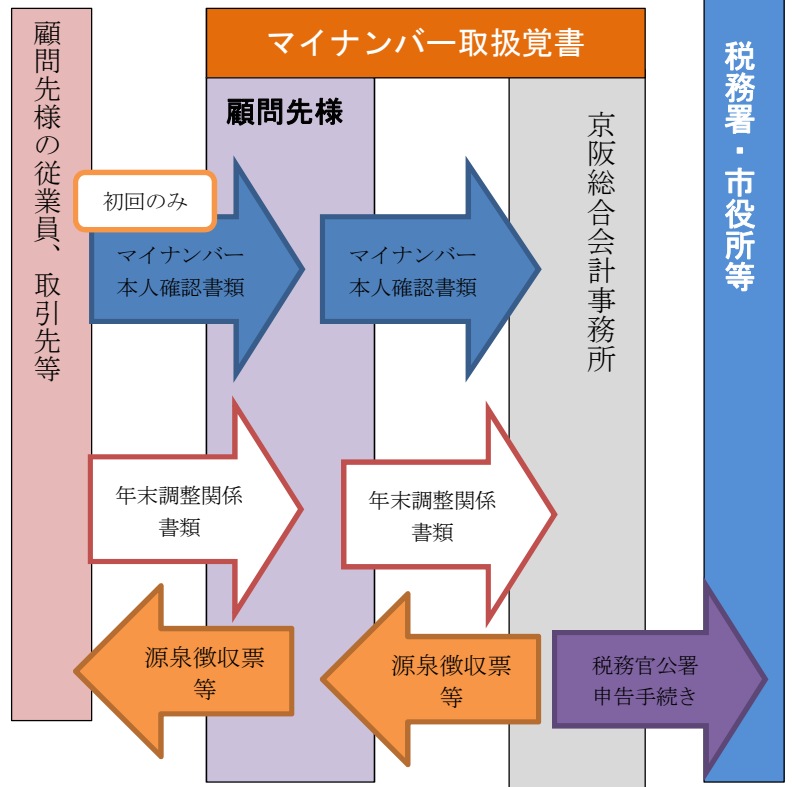 マイナンバー取扱覚書
顧問先様の従業員、取引先等
顧問先様
京阪総合会計事務所
税務署・市役所等
初回のみ
マイナンバー
本人確認書類
マイナンバー
本人確認書類
年末調整関係
書類
年末調整関係
書類
源泉徴収票
等
源泉徴収票
等
税務官公署
申告手続き